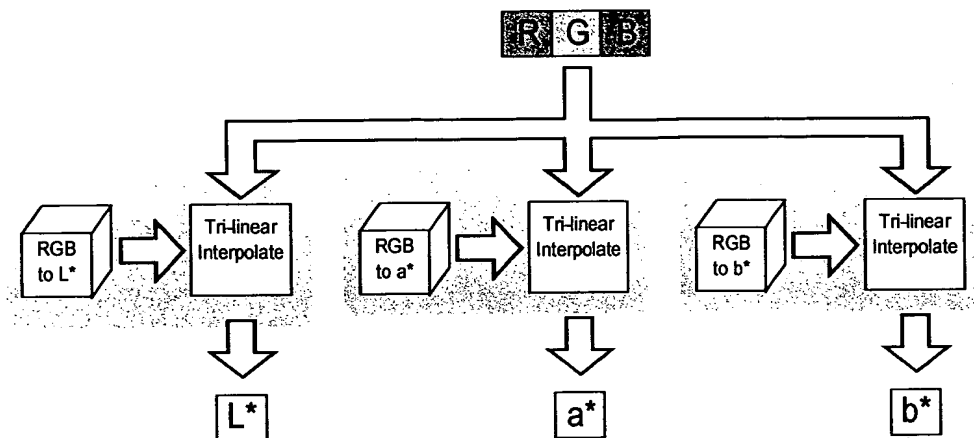 R G B
RGB
to L*
Tri-linear
Interpolate
RGB
to a*
Tri-linear
Interpolate
RGB
to b*
Tri-linear
Interpolate
L*
a*
b*